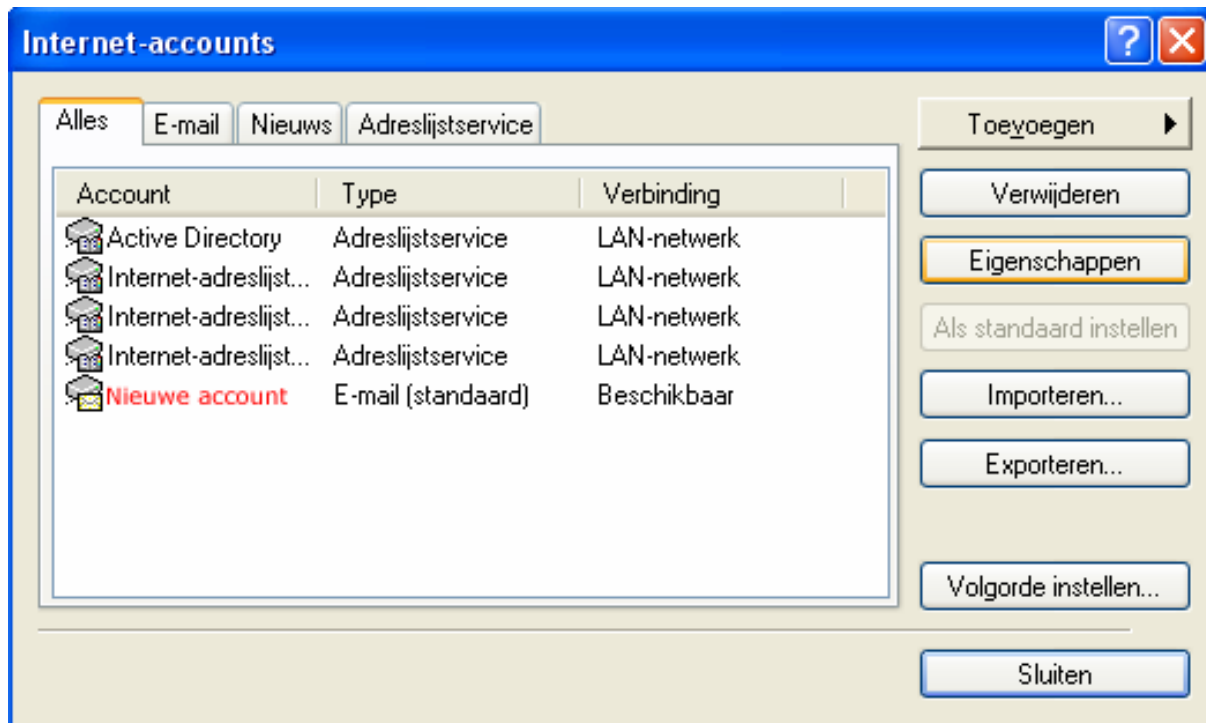 Internet-accounts
Alles E-mail Nieuws Adreslijstservice
Account Type Verbinding
Active Directory Adreslijstservice LAN-netwerk
Internet-adreslijst... Adreslijstservice LAN-netwerk
Internet-adreslijst... Adreslijstservice LAN-netwerk
Internet-adreslijst... Adreslijstservice LAN-netwerk
Nieuwe account E-mail (standaard) Beschikbaar
Toevoegen
Verwijderen
Eigenschappen
Als standaard instellen
Importeren...
Exporteren...
Volgorde instellen...
Sluiten